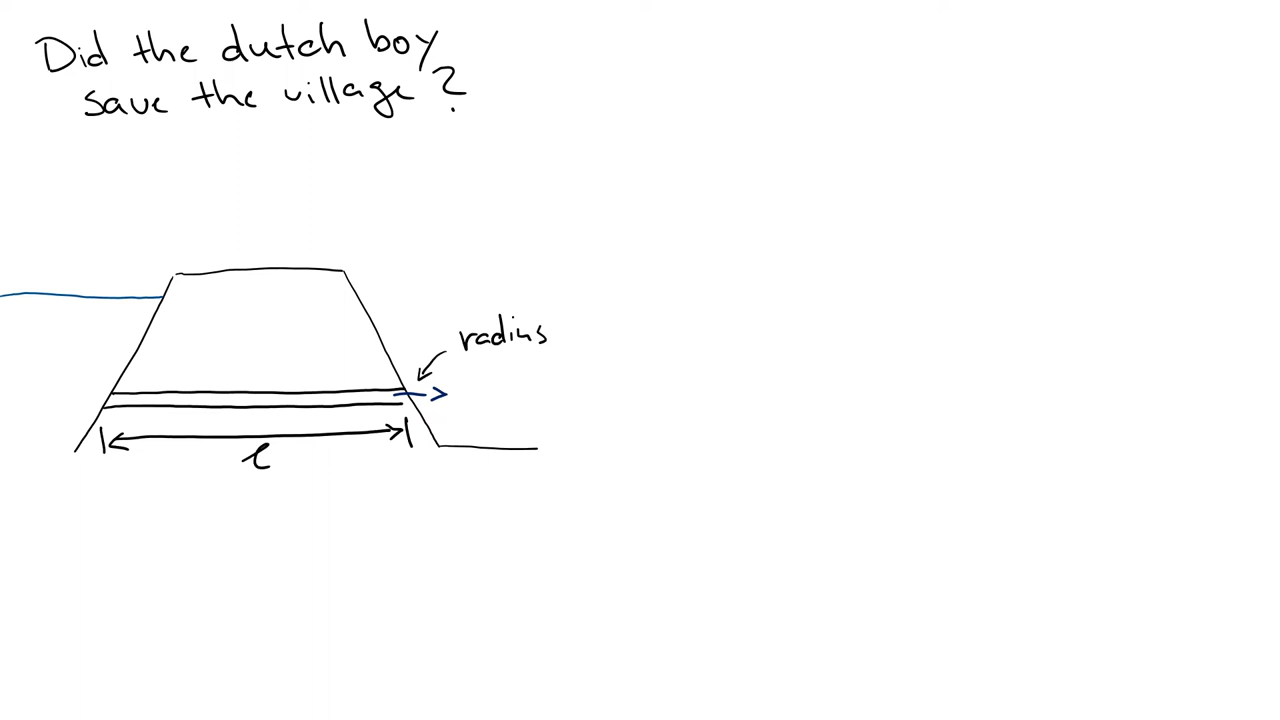 Did the dutch boy
save the village?
radius
l